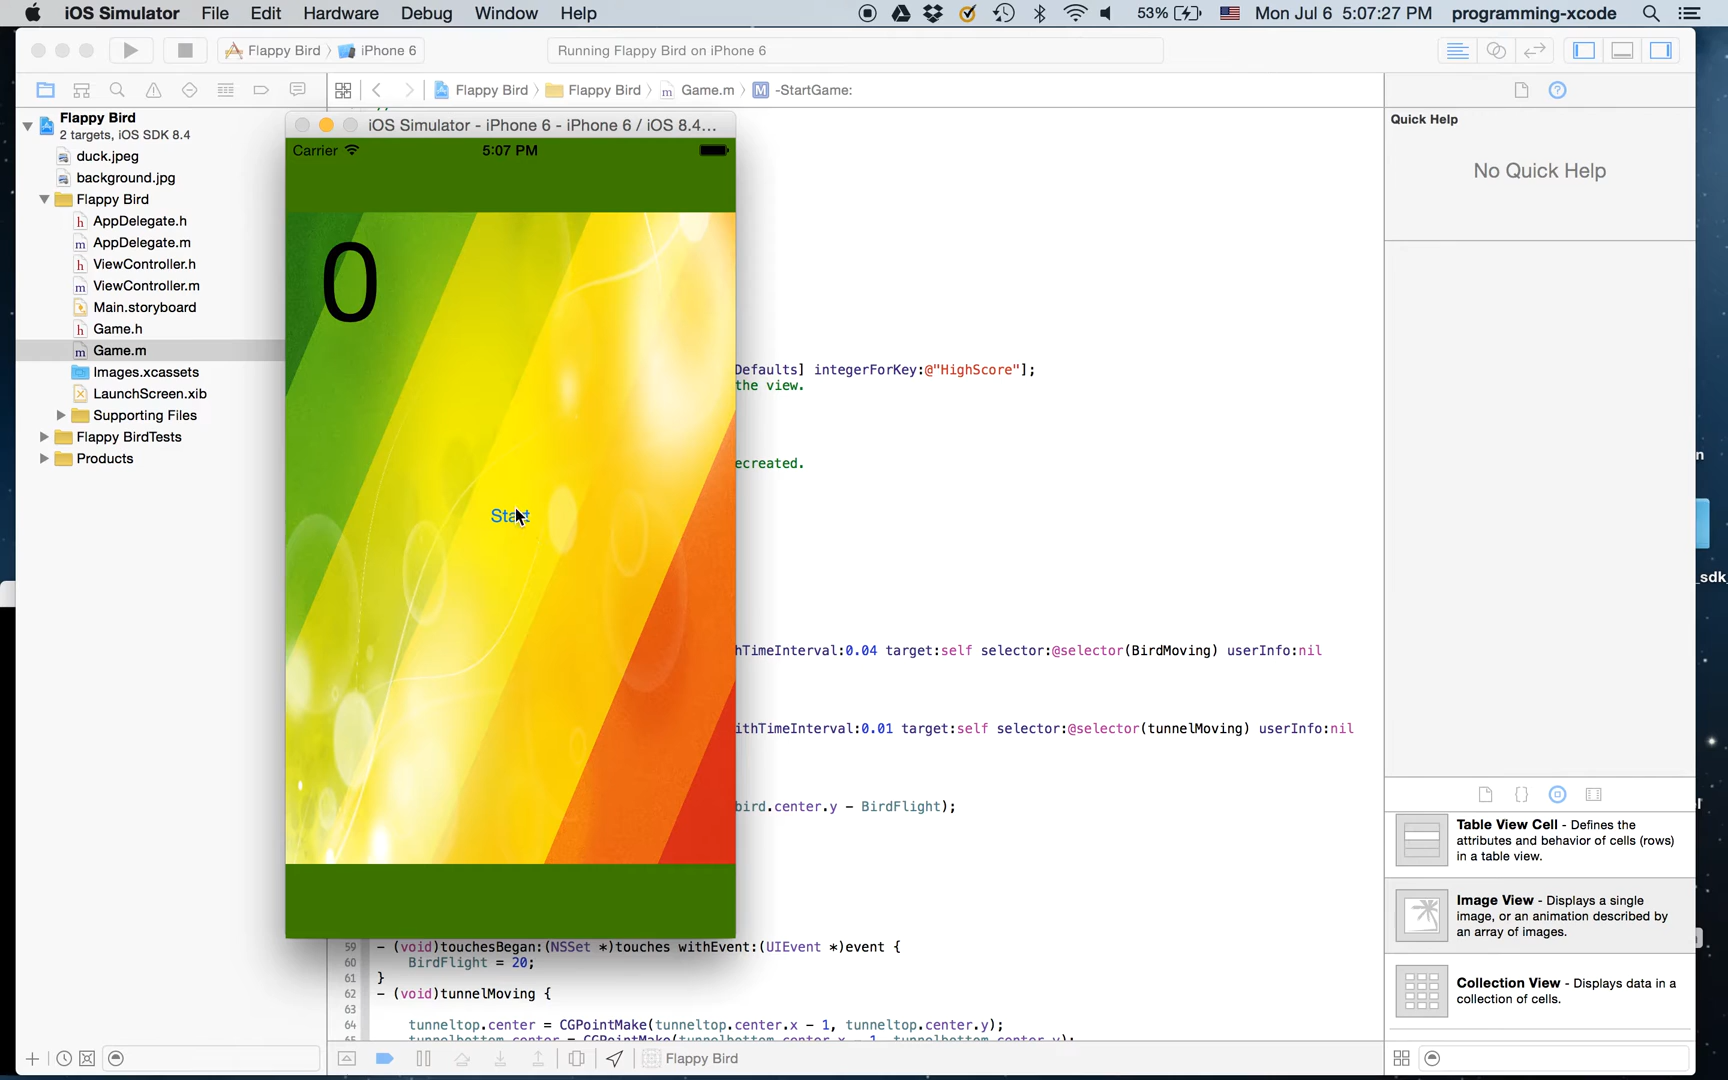 iOS Simulator File Edit Hardware Debug Window Help 53% Mon Jul 6 5:07:27 PM programming-xcode
Flappy Bird iPhone 6 Running Flappy Bird on iPhone 6
Flappy Bird Flappy Bird Game.m M -StartGame:
Flappy Bird
2 targets, iOS SDK 8.4
duck.jpeg
background.jpg
Flappy Bird
h AppDelegate.h
m AppDelegate.m
h ViewController.h
m ViewController.m
Main.storyboard
h Game.h
m Game.m
Images.xcassets
LaunchScreen.xib
Supporting Files
Flappy BirdTests
Products
iOS Simulator - iPhone 6 - iPhone 6 / iOS 8.4...
Carrier 5:07 PM
0
Start
Defaults] integerForKey:@"HighScore"];
the view.
ecreated.
hTimeInterval:0.04 target:self selector:@selector(BirdMoving) userInfo:nil
ithTimeInterval:0.01 target:self selector:@selector(tunnelMoving) userInfo:nil
bird.center.y - BirdFlight);
59 - (void)touchesBegan:(NSSet *)touches withEvent:(UIEvent *)event {
60 BirdFlight = 20;
61 }
62 - (void)tunnelMoving {
63
64 tunneltop.center = CGPointMake(tunneltop.center.x - 1, tunneltop.center.y);
tunnelbottom.center = CGPointMake(tunnelbottom.center.x - 1, tunnelbottom.center.y);
Flappy Bird
Quick Help
No Quick Help
Table View Cell - Defines the
attributes and behavior of cells (rows)
in a table view.
Image View - Displays a single
image, or an animation described by
an array of images.
Collection View - Displays data in a
collection of cells.
_sdk_